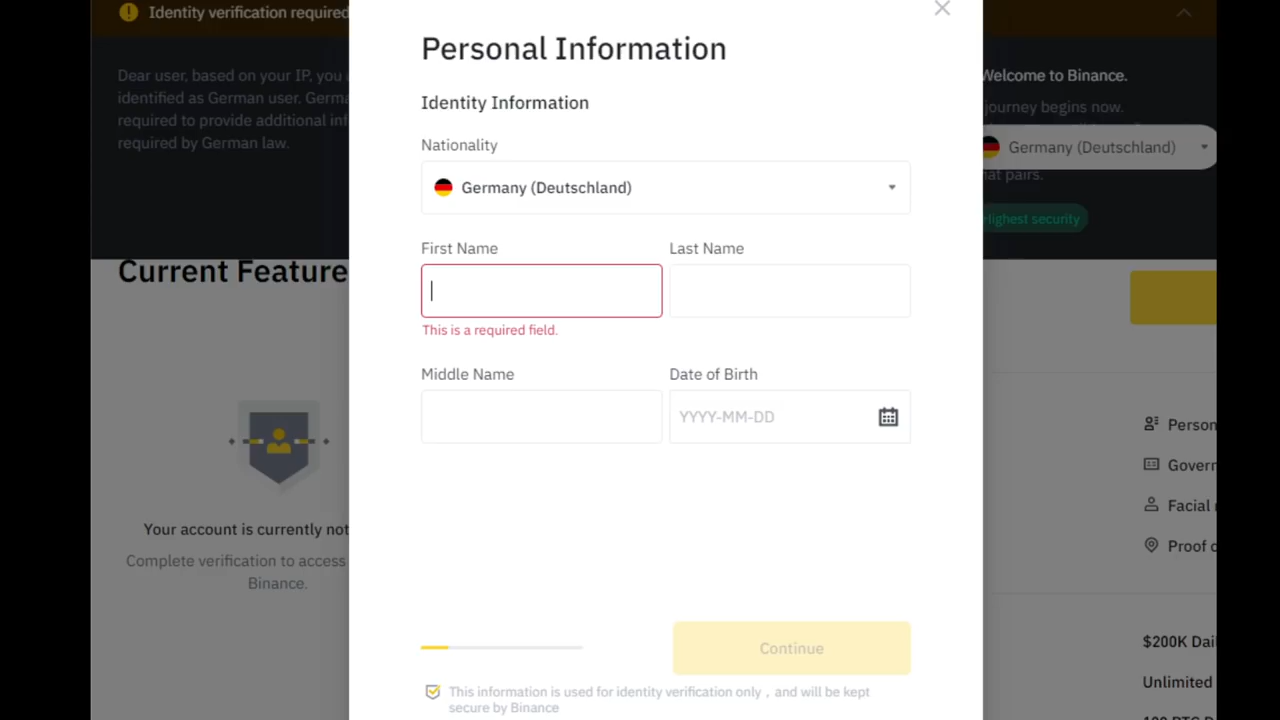 Identity verification required
Dear user, based on your IP, you
identified as German user. Germa
required to provide additional inf
required by German law.
Current Feature
Your account is currently not
Complete verification to access
Binance.
Personal Information
Identity Information
Nationality
Germany (Deutschland)
First Name
Last Name
This is a required field.
Middle Name
Date of Birth
YYYY-MM-DD
Continue
This information is used for identity verification only , and will be kept
secure by Binance
Welcome to Binance.
journey begins now.
Germany (Deutschland)
pairs.
Highest security
Person
Govern
Facial
Proof
$200K Dai
Unlimited